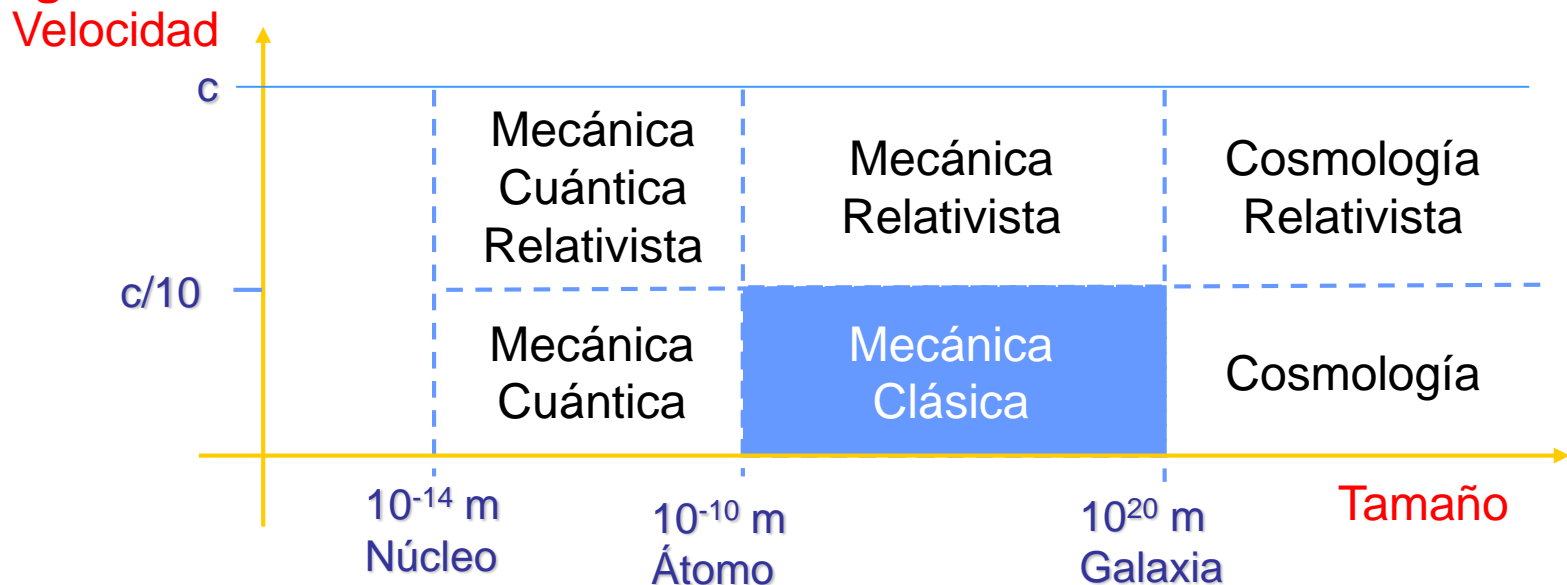 Velocidad
c
Mecánica
Cuántica
Relativista
Mecánica
Relativista
Cosmología
Relativista
c/10
Mecánica
Cuántica
Mecánica
Clásica
Cosmología
10⁻¹⁴ m
Núcleo
10⁻¹⁰ m
Átomo
10²⁰ m
Galaxia
Tamaño